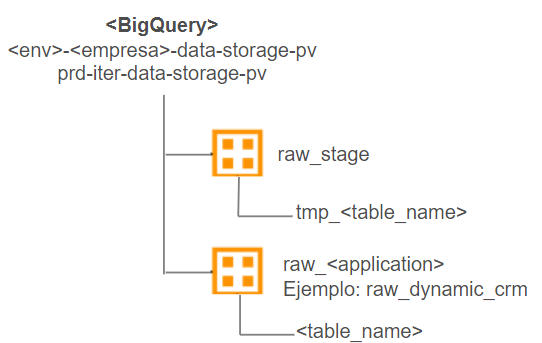 <BigQuery>
<env>-<empresa>-data-storage-pv
prd-iter-data-storage-pv
raw_stage
tmp_<table_name>
raw_<application>
Ejemplo: raw_dynamic_crm
<table_name>